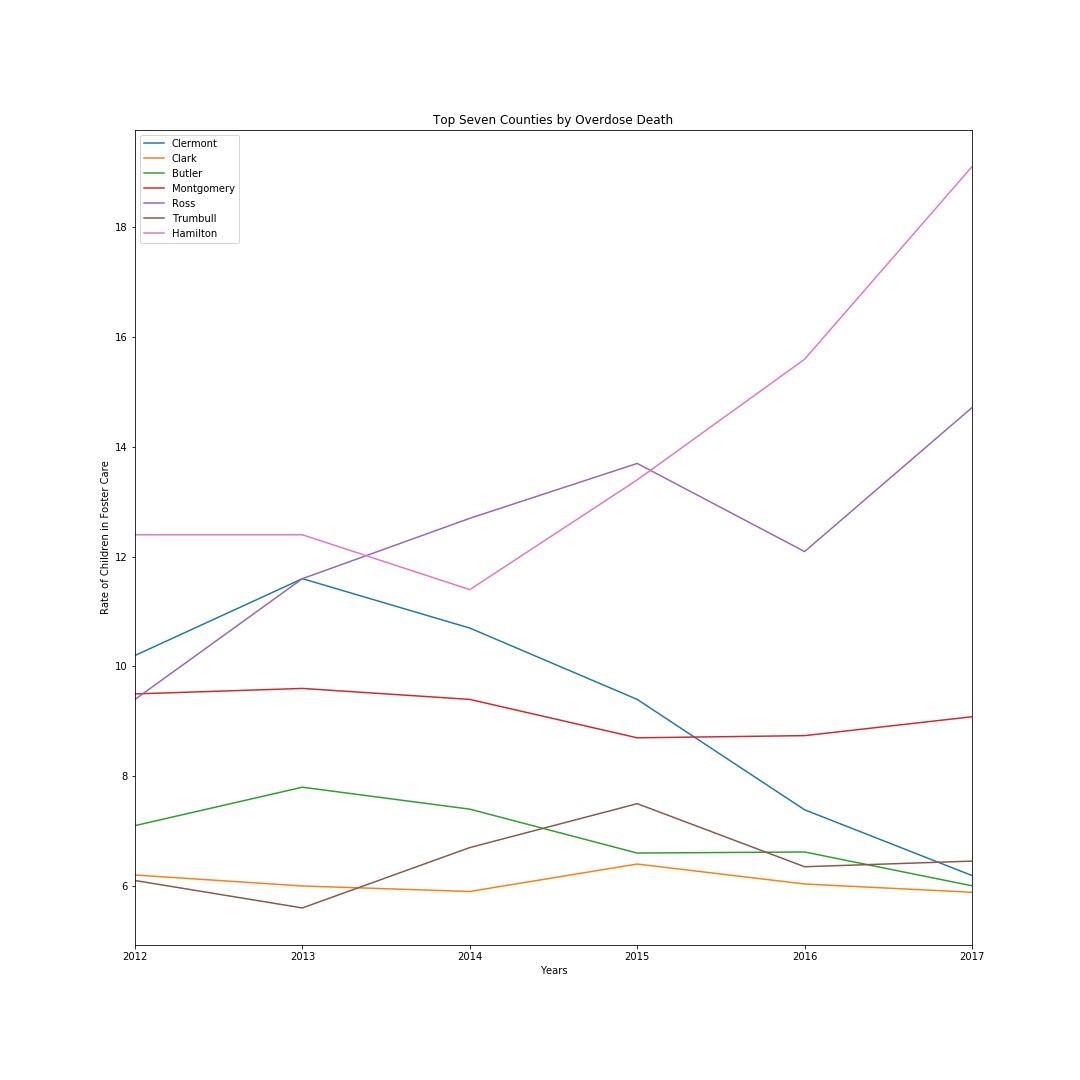 Top Seven Counties by Overdose Death
Clermont
Clark
Butler
Montgomery
Ross
Trumbull
Hamilton
18
16
14
12
10
8
6
Rate of Children in Foster Care
2012 2013 2014 2015 2016 2017
Years